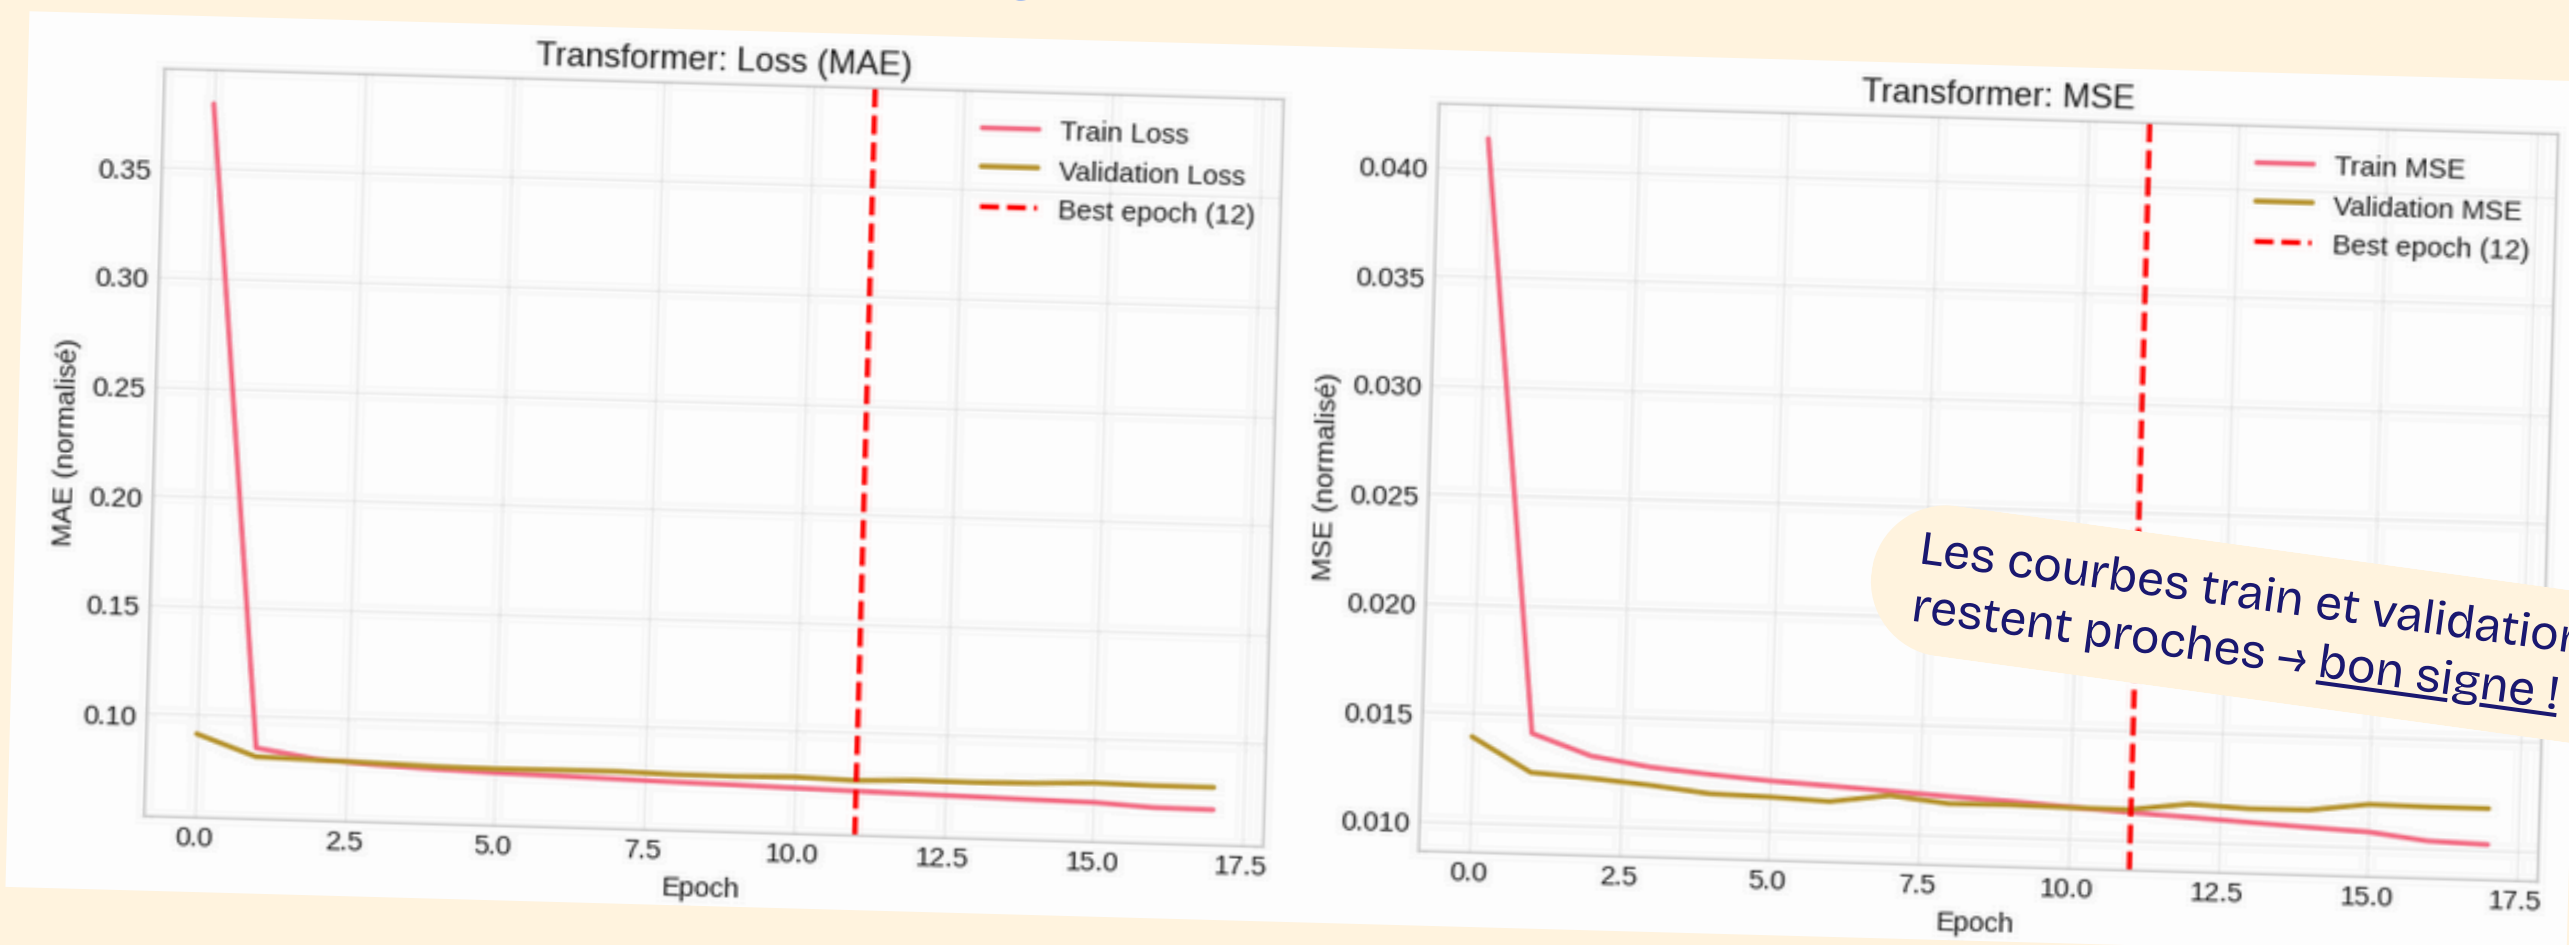 Transformer: Loss (MAE)
Train Loss
Validation Loss
Best epoch (12)
0.35
0.30
0.25
0.20
0.15
0.10
MAE (normalisé)
0.0 2.5 5.0 7.5 10.0 12.5 15.0 17.5
Epoch
Transformer: MSE
Train MSE
Validation MSE
Best epoch (12)
0.040
0.035
0.030
0.025
0.020
0.015
0.010
MSE (normalisé)
0.0 2.5 5.0 7.5 10.0 12.5 15.0 17.5
Epoch
Les courbes train et validation
restent proches → bon signe !